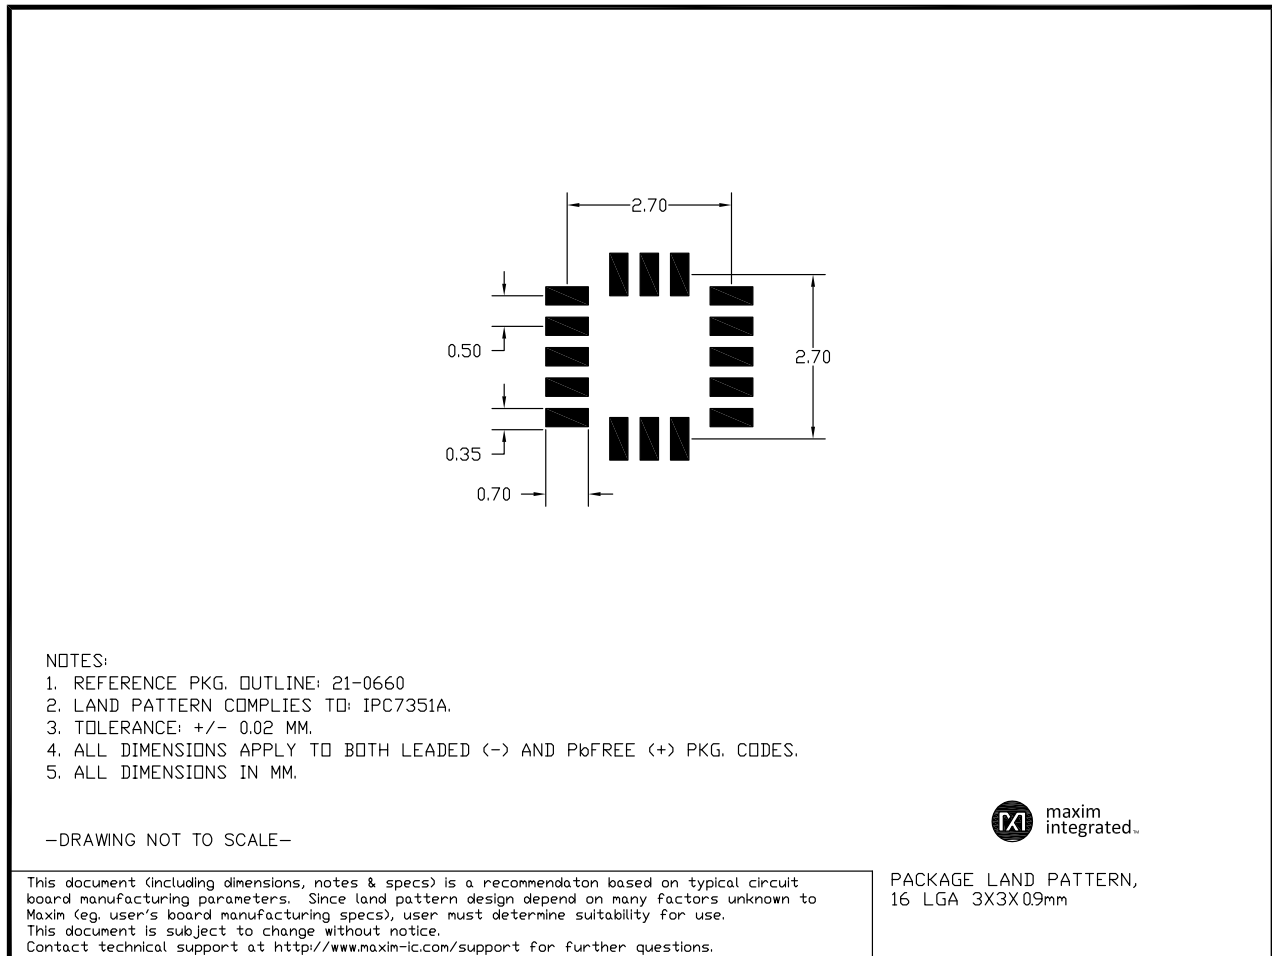 2.70
0.50
2.70
0.35
0.70
NOTES:
1. REFERENCE PKG. OUTLINE: 21-0660
2. LAND PATTERN COMPLIES TO: IPC7351A.
3. TOLERANCE: +/- 0.02 MM.
4. ALL DIMENSIONS APPLY TO BOTH LEADED (-) AND PbFREE (+) PKG. CODES.
5. ALL DIMENSIONS IN MM.
maxim
integrated™
-DRAWING NOT TO SCALE-
This document (including dimensions, notes & specs) is a recommendaton based on typical circuit
board manufacturing parameters. Since land pattern design depend on many factors unknown to
Maxim (eg. user's board manufacturing specs), user must determine suitability for use.
This document is subject to change without notice.
Contact technical support at http://www.maxim-ic.com/support for further questions.
PACKAGE LAND PATTERN,
16 LGA 3X3X0.9mm